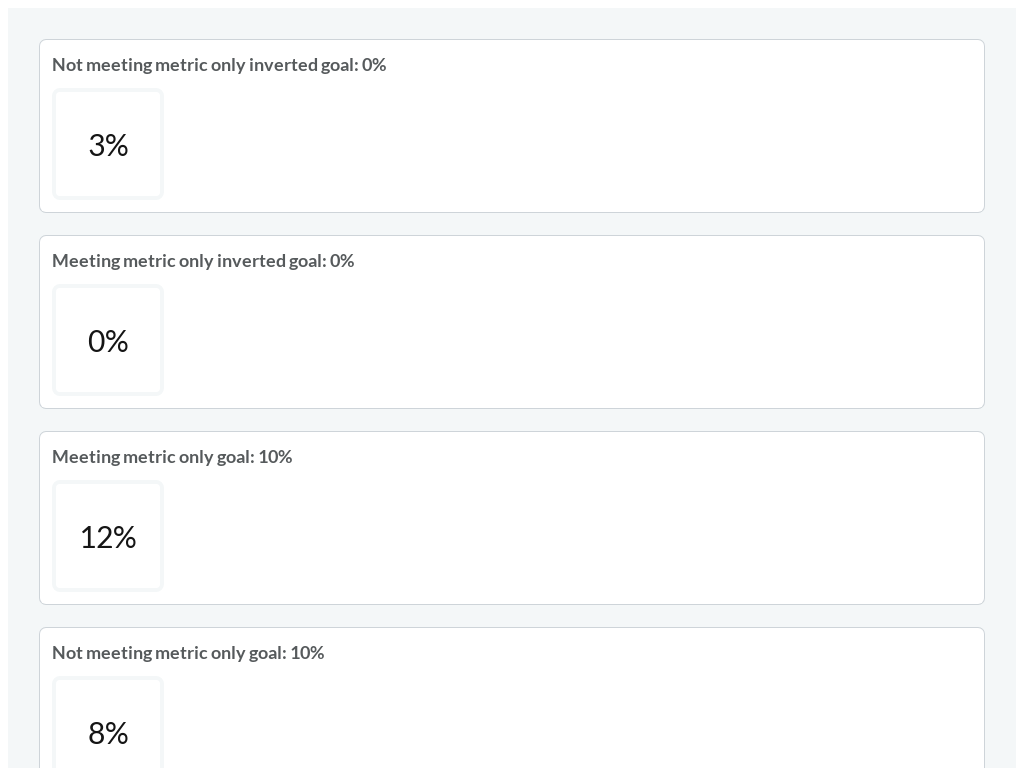 Not meeting metric only inverted goal: 0%
3%
Meeting metric only inverted goal: 0%
0%
Meeting metric only goal: 10%
12%
Not meeting metric only goal: 10%
8%